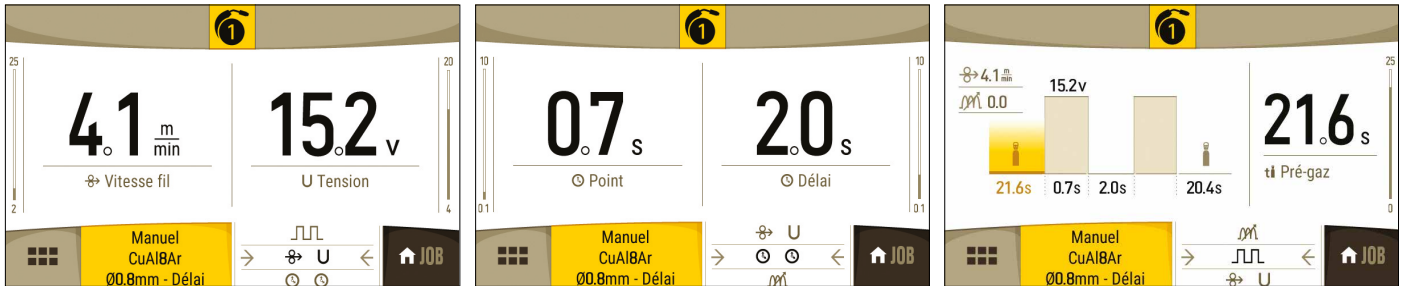 1
25
20
4.1 m/min
15.2 V
Vitesse fil
U Tension
2
4
Manuel
CuAl8Ar
Ø0.8mm - Délai
U
JOB
1
10
10
0.7 s
2.0 s
Point
Délai
0.1
0.1
Manuel
CuAl8Ar
Ø0.8mm - Délai
U
JOB
1
25
4.1 m/min
0.0
15.2 V
21.6 s
t Pré-gaz
21.6s
0.7s
2.0s
20.4s
0
Manuel
CuAl8Ar
Ø0.8mm - Délai
U
JOB